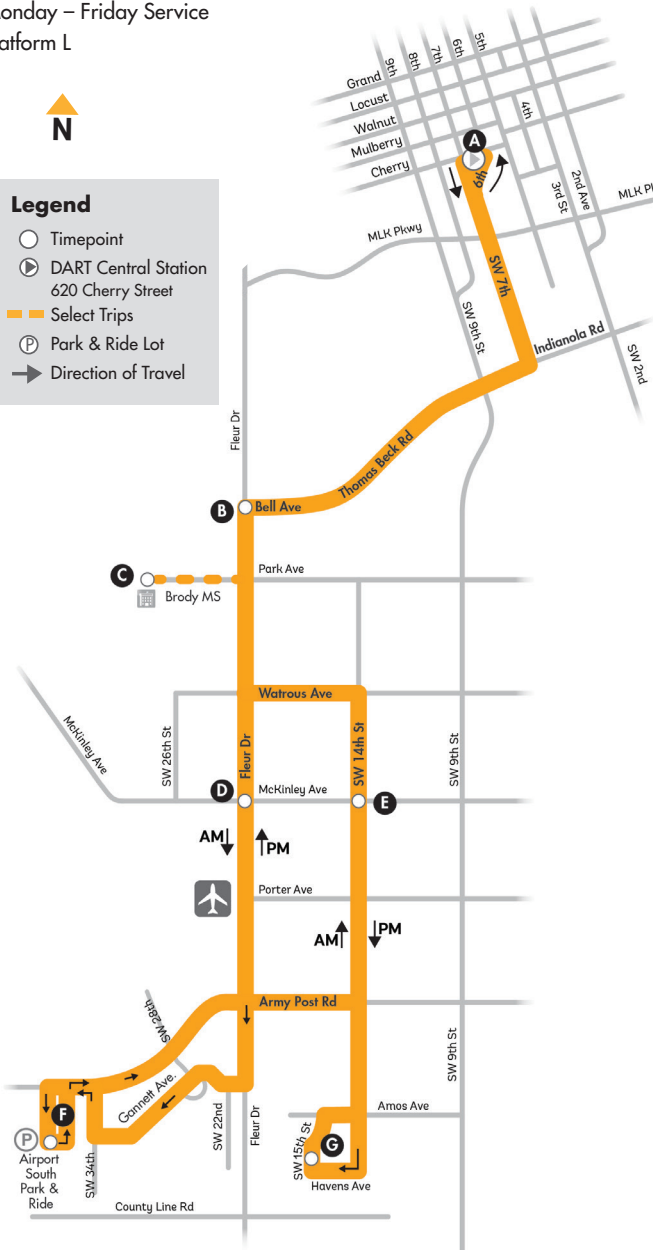 onday – Friday Service
atform L
N
Legend
Timepoint
DART Central Station
620 Cherry Street
Select Trips
P Park & Ride Lot
Direction of Travel
9th
8th
7th
6th
5th
Grand
Locust
Walnut
Mulberry
Cherry
4th
A
6th
3rd St
2nd Ave
MLK Pkwy
MLK P
SW 7th
SW 9th St
Indianola Rd
SW 2nd
Fleur Dr
Thomas Beck Rd
B
Bell Ave
C
Park Ave
Brody MS
Watrous Ave
McKinley Ave
SW 26th St
Fleur Dr
SW 14th St
SW 9th St
D
McKinley Ave
E
AM
PM
Porter Ave
AM
PM
Army Post Rd
SW 28th
SW 9th St
Gannett Ave.
F
P
Airport
South
Park &
Ride
SW 34th
SW 22nd
Fleur Dr
Amos Ave
SW 15th St
G
Havens Ave
County Line Rd